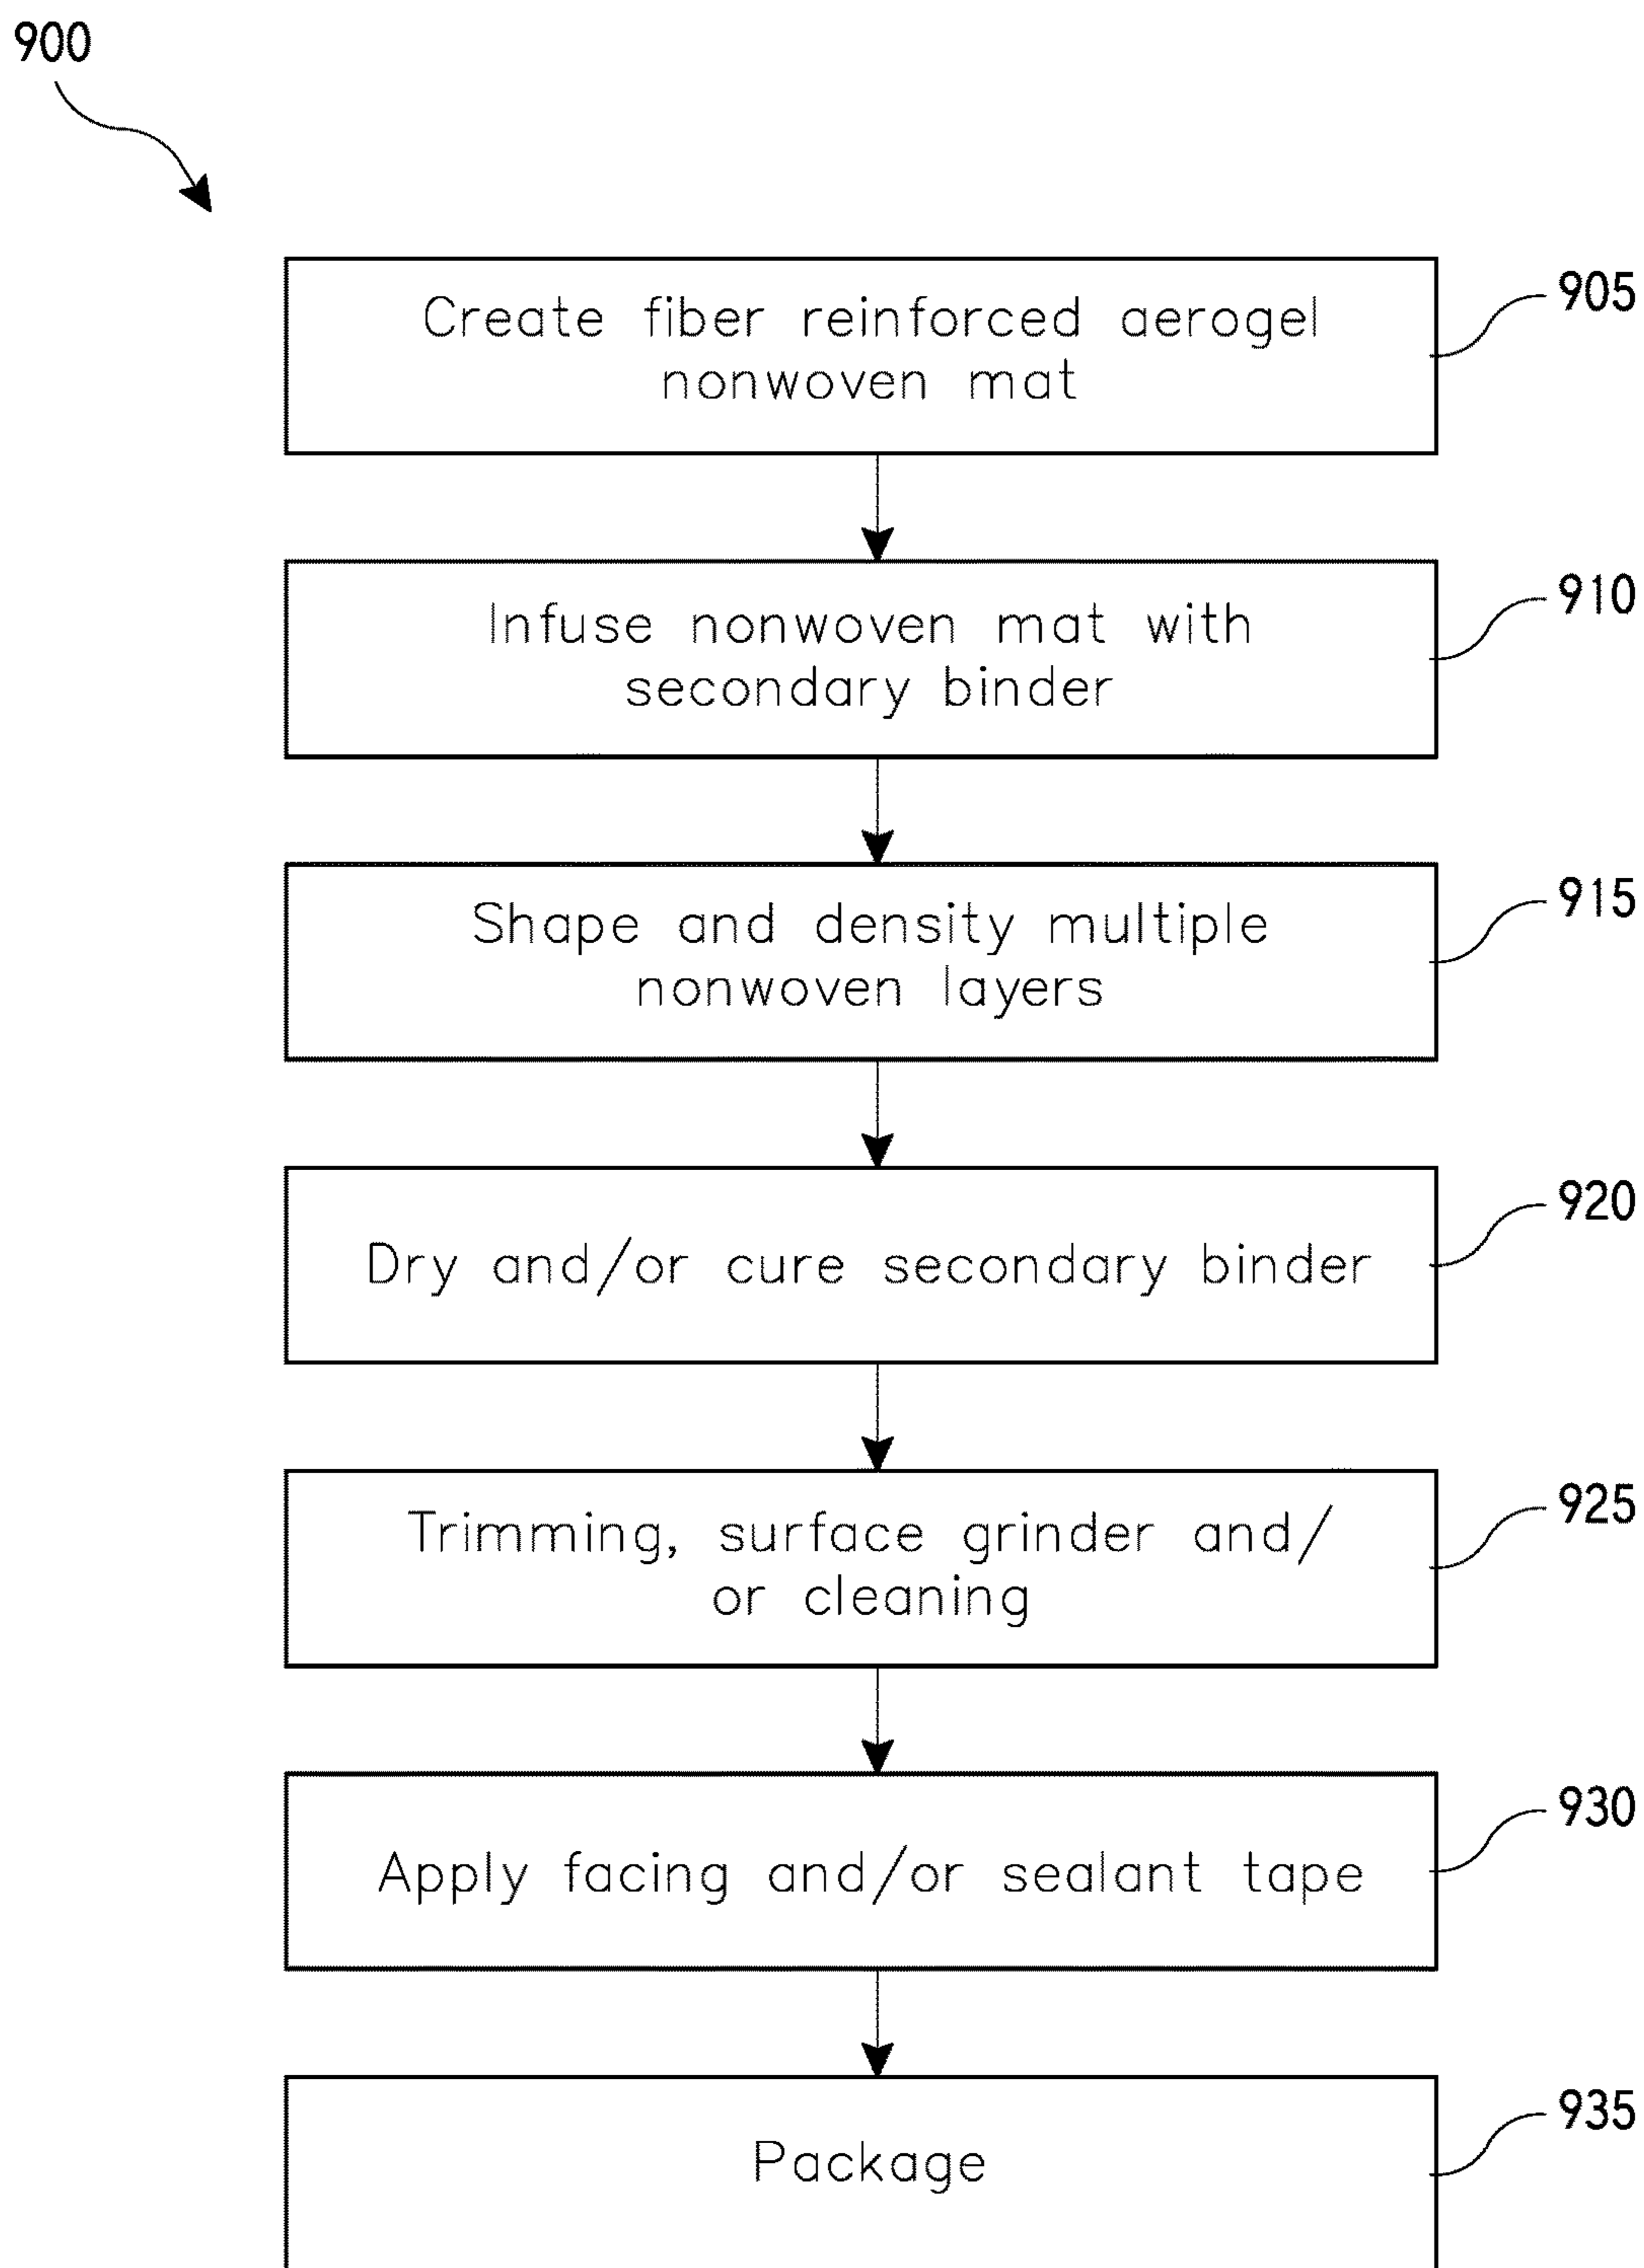 900
Create fiber reinforced aerogel
nonwoven mat
905
Infuse nonwoven mat with
secondary binder
910
Shape and density multiple
nonwoven layers
915
Dry and/or cure secondary binder
920
Trimming, surface grinder and/
or cleaning
925
Apply facing and/or sealant tape
930
Package
935